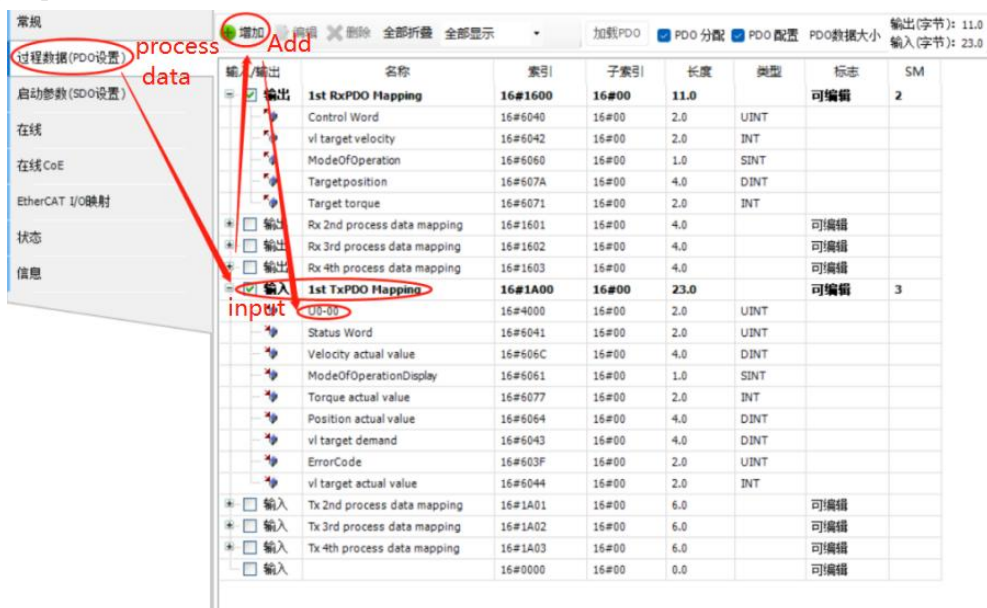 常规
过程数据(PDO设置)
启动参数(SDO设置)
在线
在线CoE
EtherCAT I/O映射
状态
信息
process data
Add
input
增加 编辑 删除 全部折叠 全部显示 加载PDO PDO 分配 PDO 配置 PDO数据大小 输出(字节): 11.0
输入(字节): 23.0
输入/输出 名称 索引 子索引 长度 类型 标志 SM
输出 1st RxPDO Mapping 16#1600 16#00 11.0 可编辑 2
Control Word 16#6040 16#00 2.0 UINT
vl target velocity 16#6042 16#00 2.0 INT
ModeOfOperation 16#6060 16#00 1.0 SINT
Targetposition 16#607A 16#00 4.0 DINT
Target torque 16#6071 16#00 2.0 INT
输出 Rx 2nd process data mapping 16#1601 16#00 4.0 可编辑
输出 Rx 3rd process data mapping 16#1602 16#00 4.0 可编辑
输出 Rx 4th process data mapping 16#1603 16#00 4.0 可编辑
输入 1st TxPDO Mapping 16#1A00 16#00 23.0 可编辑 3
U0-00 16#4000 16#00 2.0 UINT
Status Word 16#6041 16#00 2.0 UINT
Velocity actual value 16#606C 16#00 4.0 DINT
ModeOfOperationDisplay 16#6061 16#00 1.0 SINT
Torque actual value 16#6077 16#00 2.0 INT
Position actual value 16#6064 16#00 4.0 DINT
vl target demand 16#6043 16#00 4.0 DINT
ErrorCode 16#603F 16#00 2.0 UINT
vl target actual value 16#6044 16#00 2.0 INT
输入 Tx 2nd process data mapping 16#1A01 16#00 6.0 可编辑
输入 Tx 3rd process data mapping 16#1A02 16#00 6.0 可编辑
输入 Tx 4th process data mapping 16#1A03 16#00 6.0 可编辑
输入 16#0000 16#00 0.0 可编辑